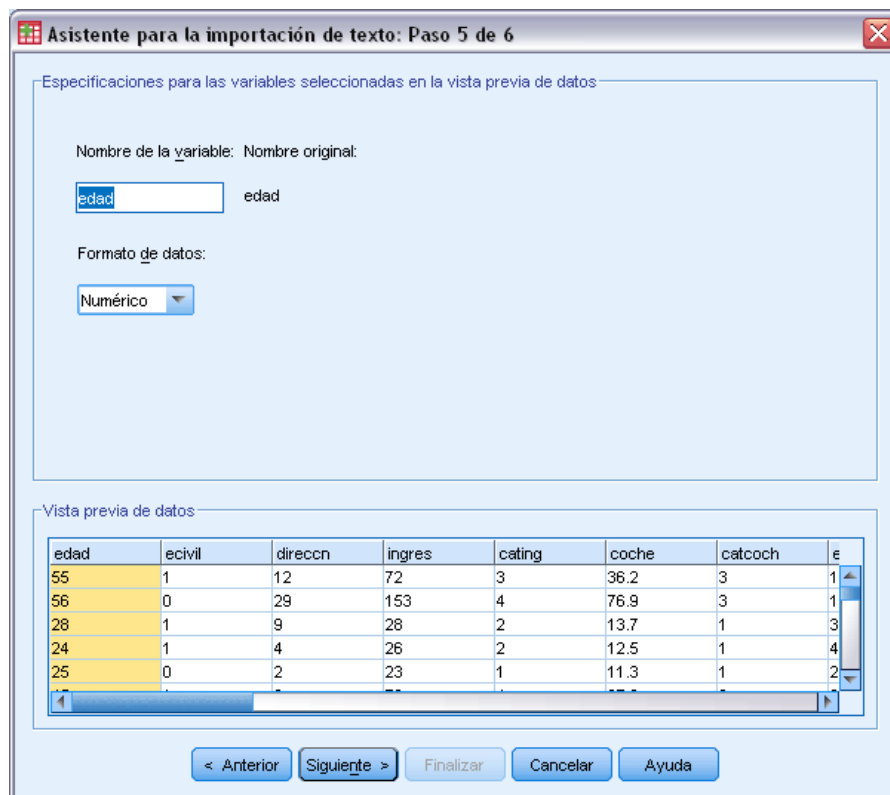 Asistente para la importación de texto: Paso 5 de 6
Especificaciones para las variables seleccionadas en la vista previa de datos
Nombre de la variable: Nombre original:
edad edad
Formato de datos:
Numérico
Vista previa de datos
edad ecivil direccn ingres cating coche catcoch e
55 1 12 72 3 36.2 3 1
56 0 29 153 4 76.9 3 1
28 1 9 28 2 13.7 1 3
24 1 4 26 2 12.5 1 4
25 0 2 23 1 11.3 1 2
< Anterior Siguiente > Finalizar Cancelar Ayuda